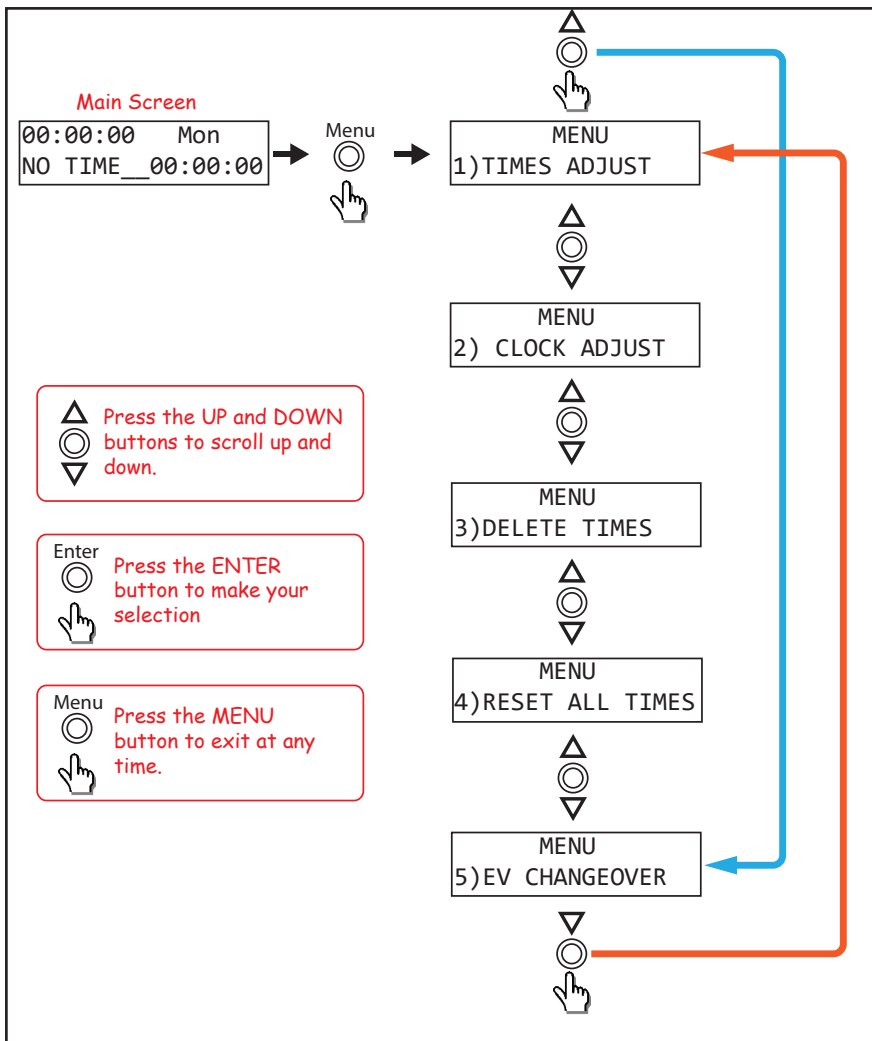 Main Screen
00:00:00   Mon
NO TIME__00:00:00
Menu
MENU
1)TIMES ADJUST
MENU
2) CLOCK ADJUST
Press the UP and DOWN
buttons to scroll up and
down.
MENU
3)DELETE TIMES
Enter
Press the ENTER
button to make your
selection
MENU
4)RESET ALL TIMES
Menu
Press the MENU
button to exit at any
time.
MENU
5)EV CHANGEOVER